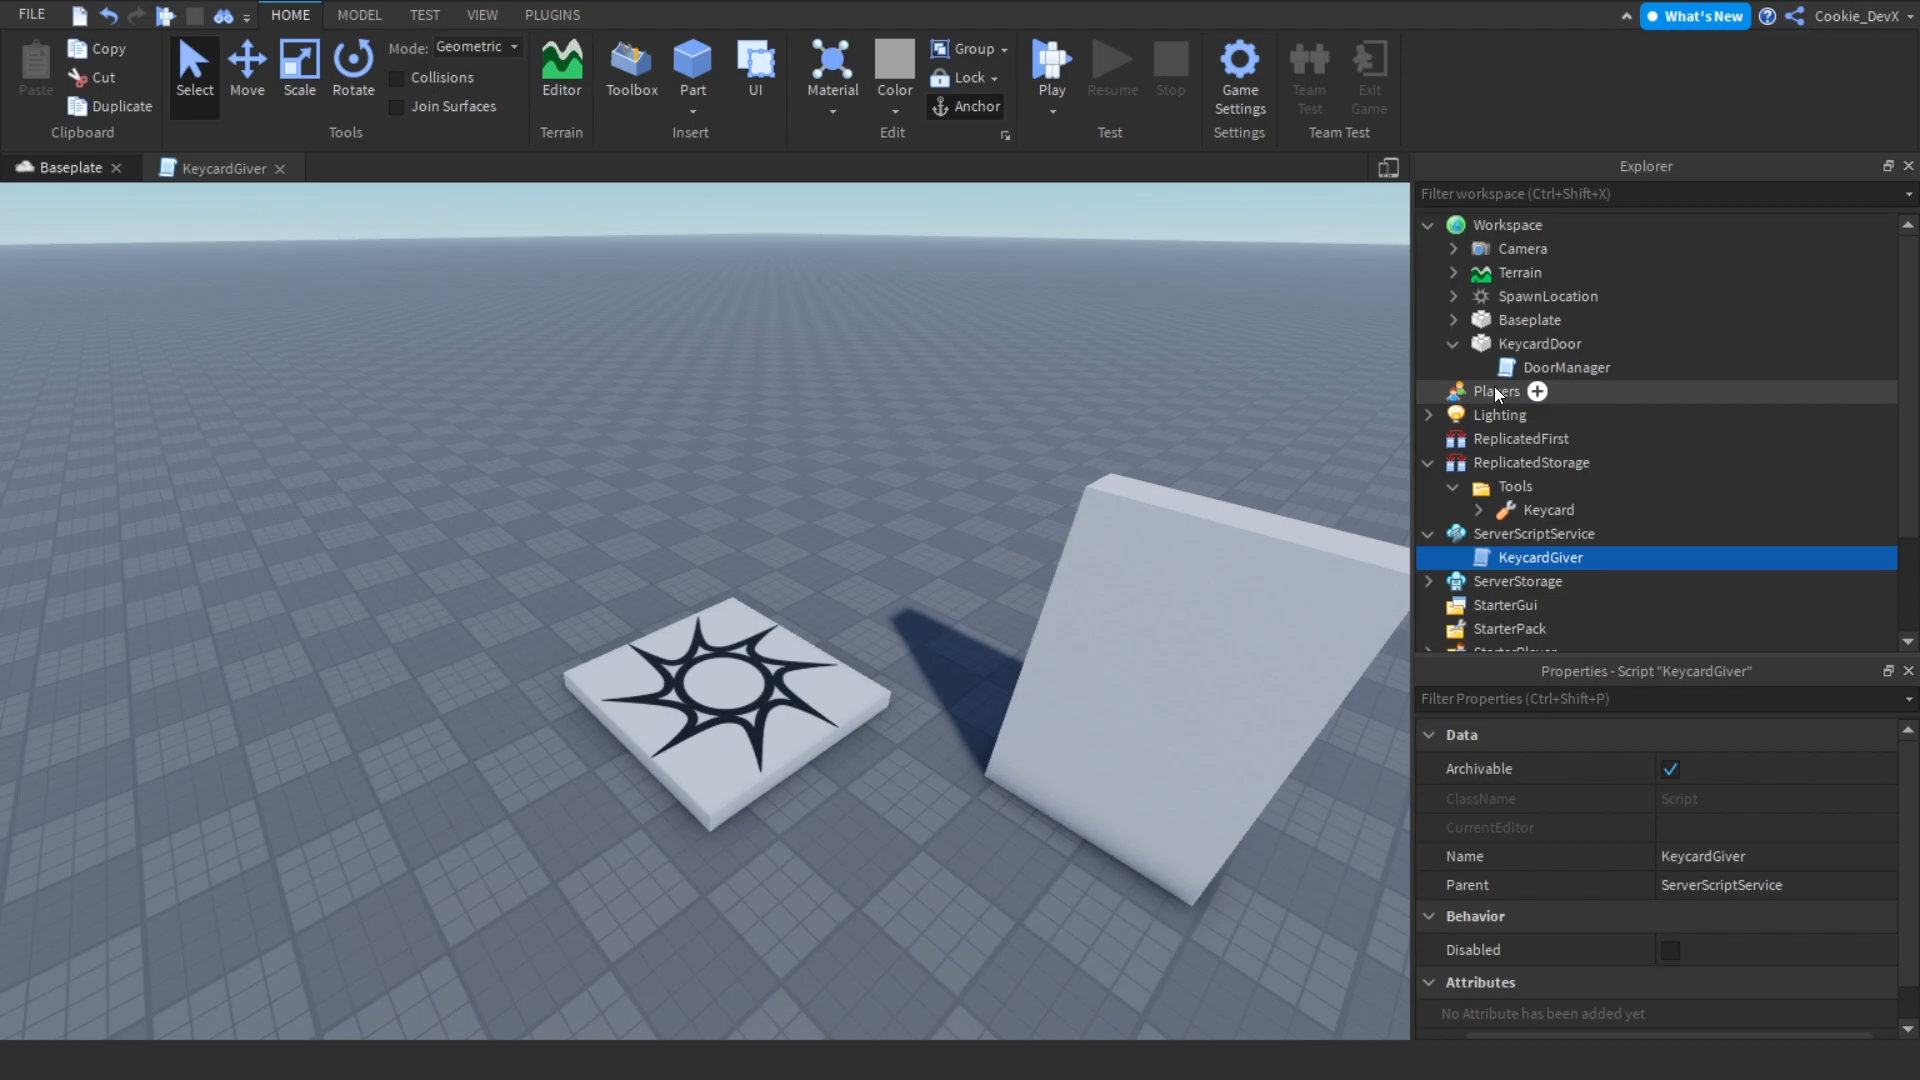 FILE
HOME
MODEL
TEST
VIEW
PLUGINS
What's New
Cookie_DevX
Paste
Copy
Cut
Duplicate
Clipboard
Select
Move
Scale
Rotate
Mode: Geometric
Collisions
Join Surfaces
Tools
Editor
Terrain
Toolbox
Part
UI
Insert
Material
Color
Group
Lock
Anchor
Edit
Play
Resume
Stop
Test
Game Settings
Settings
Team Test
Exit Game
Team Test
Baseplate
KeycardGiver
Explorer
Filter workspace (Ctrl+Shift+X)
Workspace
Camera
Terrain
SpawnLocation
Baseplate
KeycardDoor
DoorManager
Players
Lighting
ReplicatedFirst
ReplicatedStorage
Tools
Keycard
ServerScriptService
KeycardGiver
ServerStorage
StarterGui
StarterPack
StarterPlayer
Properties - Script "KeycardGiver"
Filter Properties (Ctrl+Shift+P)
Data
Archivable
ClassName Script
CurrentEditor
Name KeycardGiver
Parent ServerScriptService
Behavior
Disabled
Attributes
No Attribute has been added yet